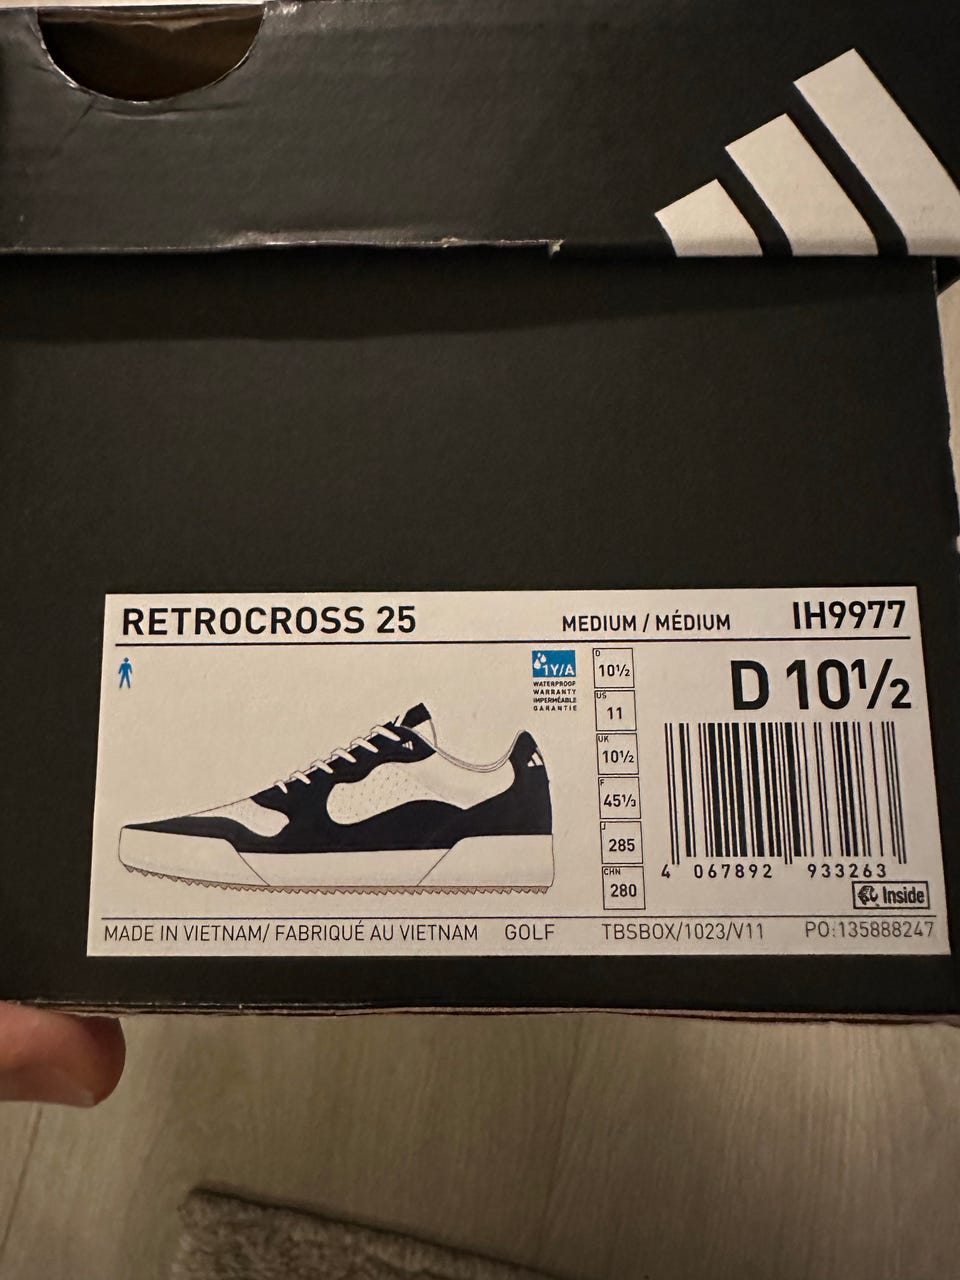 RETROCROSS 25 MEDIUM / MÉDIUM IH9977
1Y/A
WATERPROOF
WARRANTY
IMPERMÉABLE
GARANTIE
D
10½
US
11
UK
10½
F
45⅓
J
285
CHN
280
D 10½
4 067892 933263
Inside
MADE IN VIETNAM/ FABRIQUÉ AU VIETNAM GOLF TBSBOX/1023/V11 PO:135888247